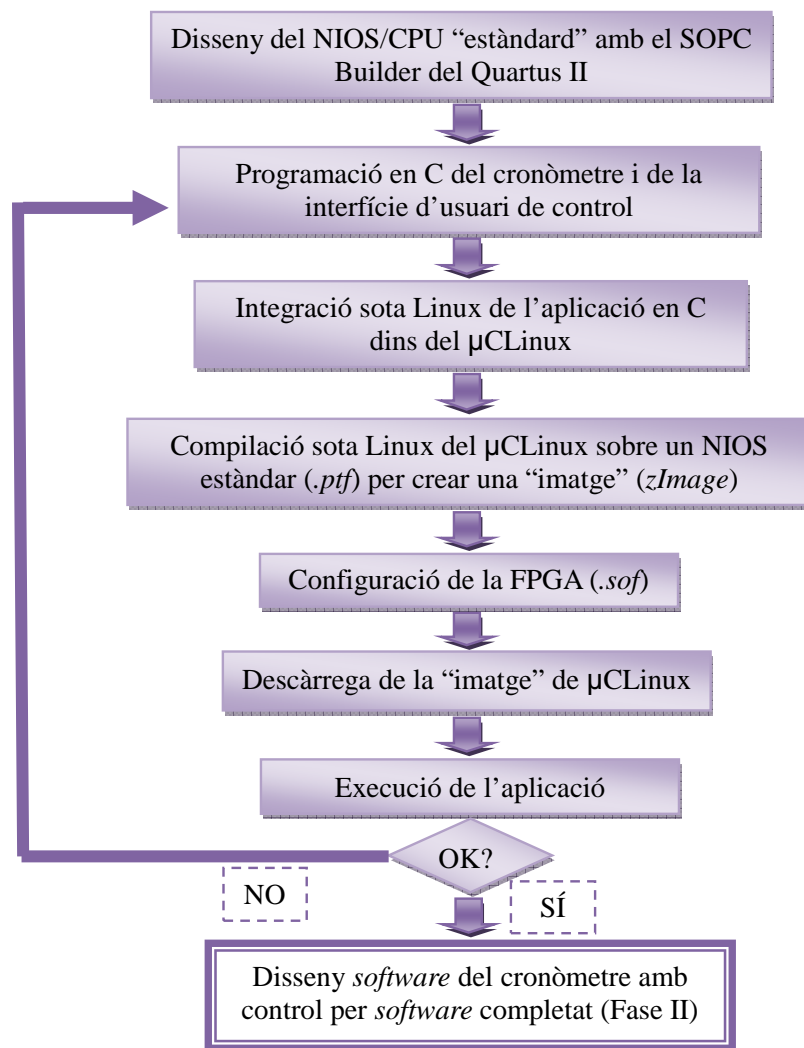 Disseny del NIOS/CPU “estàndard” amb el SOPC
Builder del Quartus II
Programació en C del cronòmetre i de la
interfície d’usuari de control
Integració sota Linux de l’aplicació en C
dins del µCLinux
Compilació sota Linux del µCLinux sobre un NIOS
estàndar (.ptf) per crear una “imatge” (zImage)
Configuració de la FPGA (.sof)
Descàrrega de la “imatge” de µCLinux
Execució de l’aplicació
OK?
NO
SÍ
Disseny software del cronòmetre amb
control per software completat (Fase II)